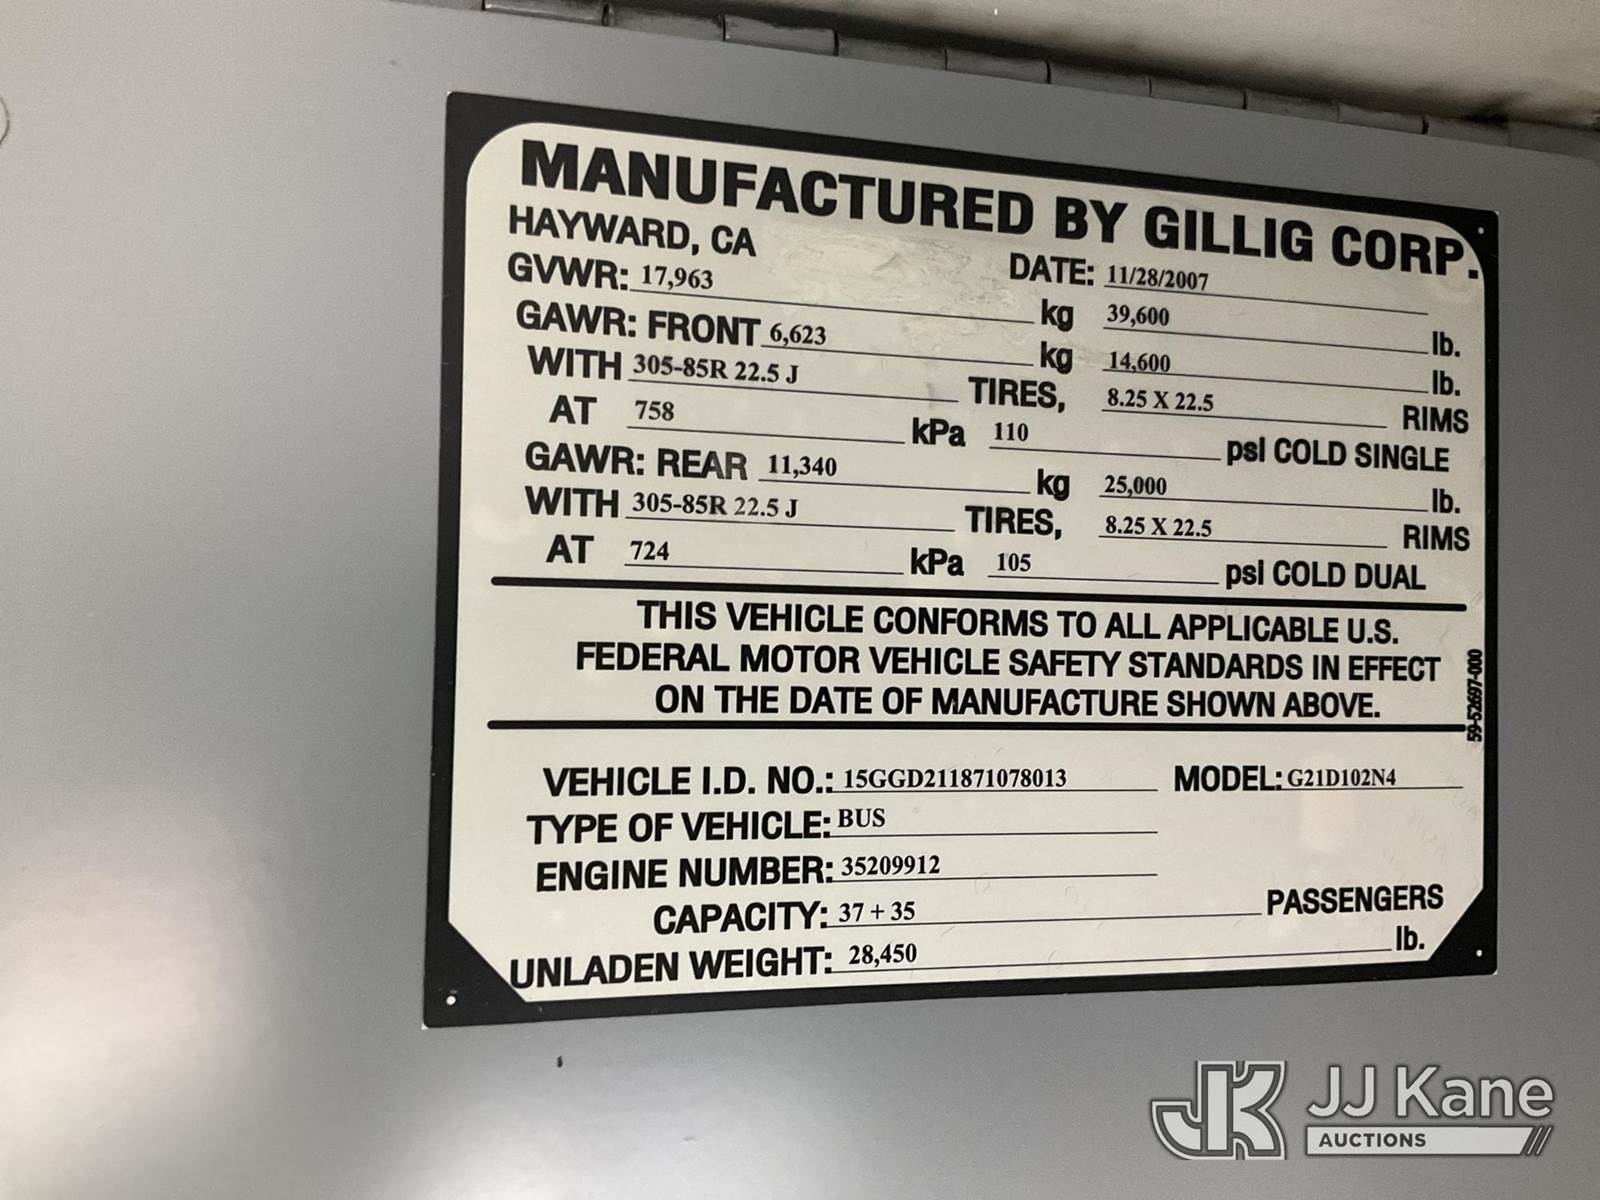 MANUFACTURED BY GILLIG CORP.
HAYWARD, CA DATE: 11/28/2007
GVWR: 17,963 kg 39,600 lb.
GAWR: FRONT 6,623 kg 14,600 lb.
WITH 305-85R 22.5 J TIRES, 8.25 X 22.5 RIMS
AT 758 kPa 110 psi COLD SINGLE
GAWR: REAR 11,340 kg 25,000 lb.
WITH 305-85R 22.5 J TIRES, 8.25 X 22.5 RIMS
AT 724 kPa 105 psi COLD DUAL
THIS VEHICLE CONFORMS TO ALL APPLICABLE U.S.
FEDERAL MOTOR VEHICLE SAFETY STANDARDS IN EFFECT
ON THE DATE OF MANUFACTURE SHOWN ABOVE.
59-52697-000
VEHICLE I.D. NO.: 15GGD211871078013 MODEL: G21D102N4
TYPE OF VEHICLE: BUS
ENGINE NUMBER: 35209912
CAPACITY: 37 + 35 PASSENGERS
UNLADEN WEIGHT: 28,450 lb.
JK JJ Kane
AUCTIONS